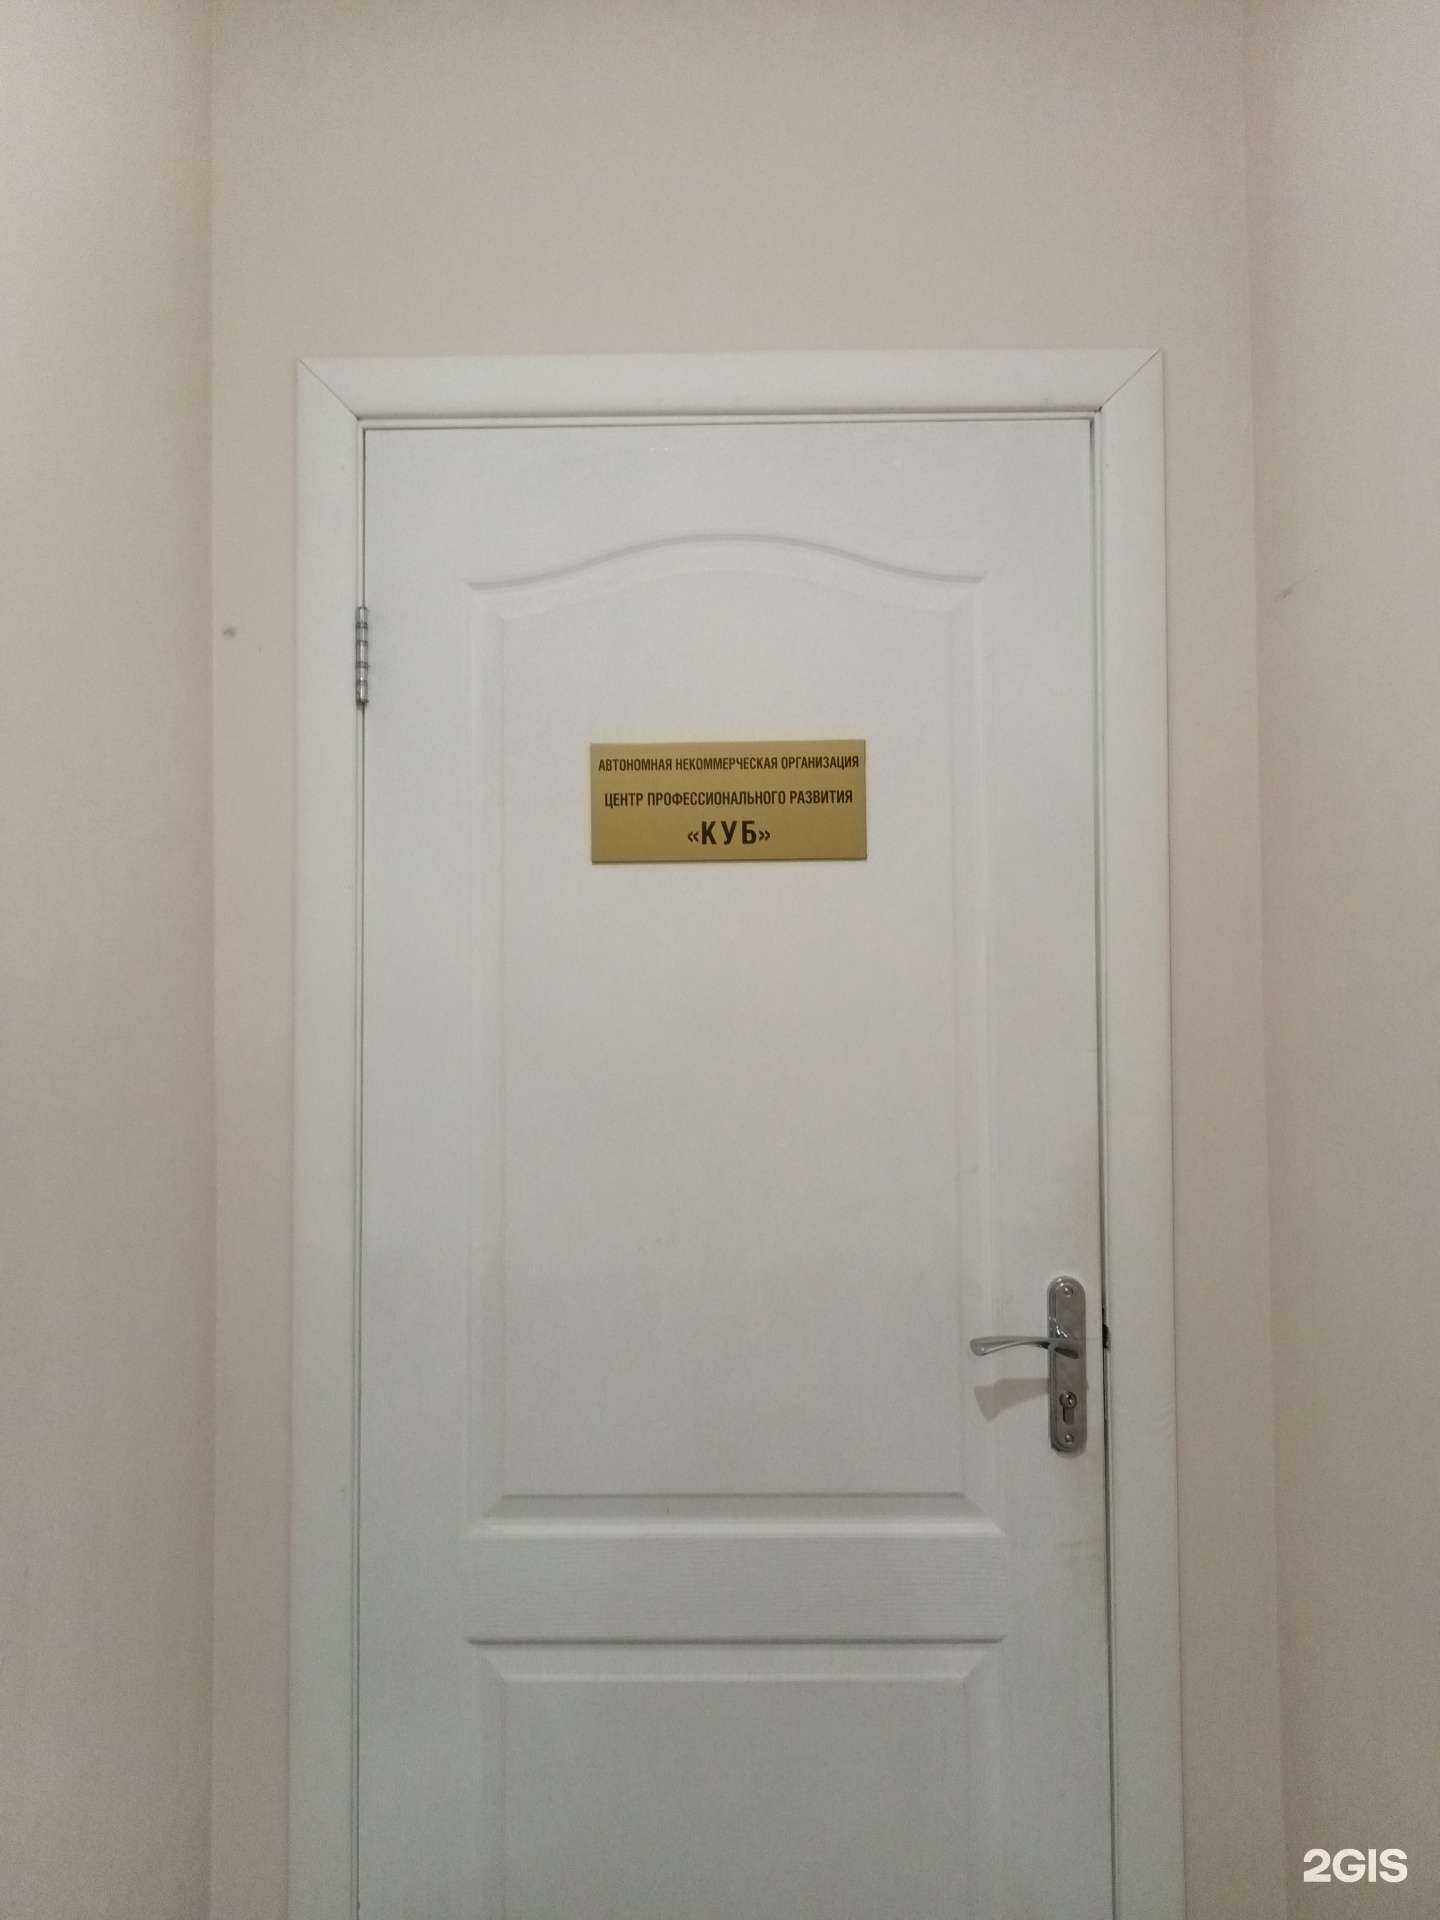 АВТОНОМНАЯ НЕКОММЕРЧЕСКАЯ ОРГАНИЗАЦИЯ
ЦЕНТР ПРОФЕССИОНАЛЬНОГО РАЗВИТИЯ
«КУБ»
2GIS